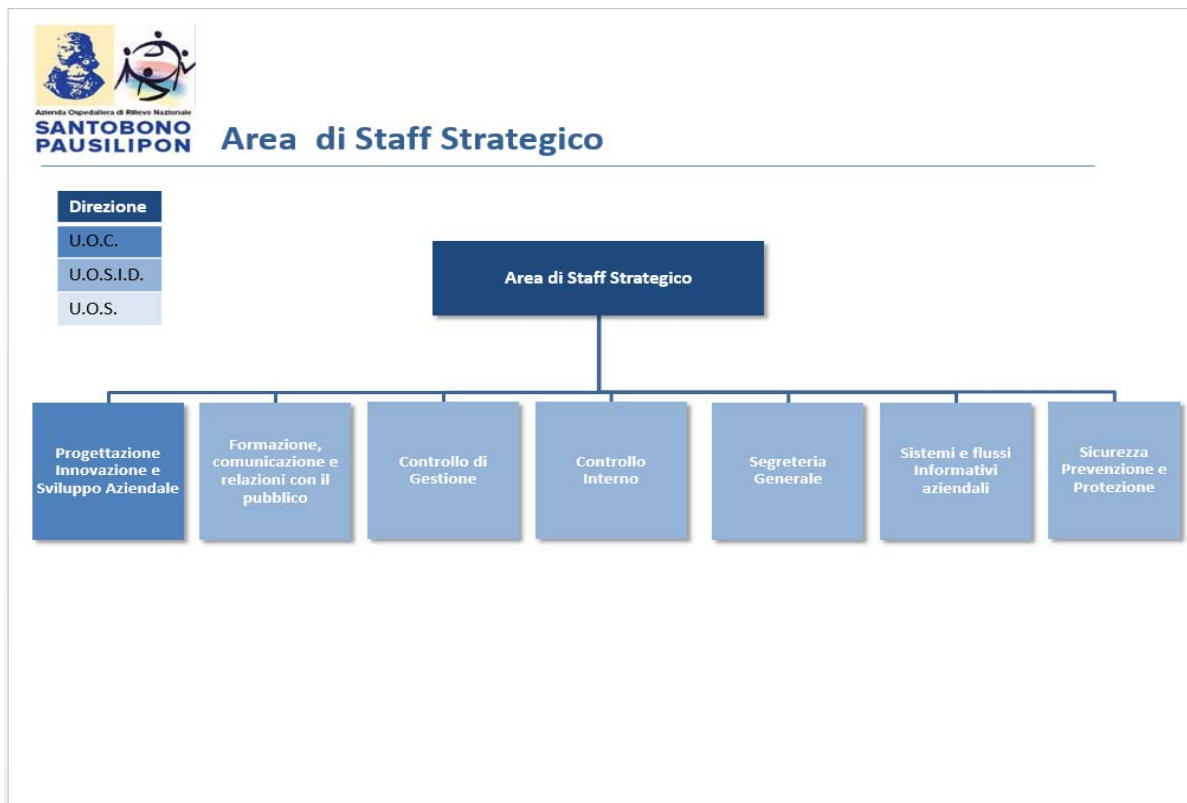 Azienda Ospedaliera di Rilievo Nazionale
SANTOBONO
PAUSILIPON
Area di Staff Strategico
Direzione
U.O.C.
U.O.S.I.D.
U.O.S.
Area di Staff Strategico
Progettazione
Innovazione e
Sviluppo Aziendale
Formazione,
comunicazione e
relazioni con il
pubblico
Controllo di
Gestione
Controllo
Interno
Segreteria
Generale
Sistemi e flussi
Informativi
aziendali
Sicurezza
Prevenzione e
Protezione